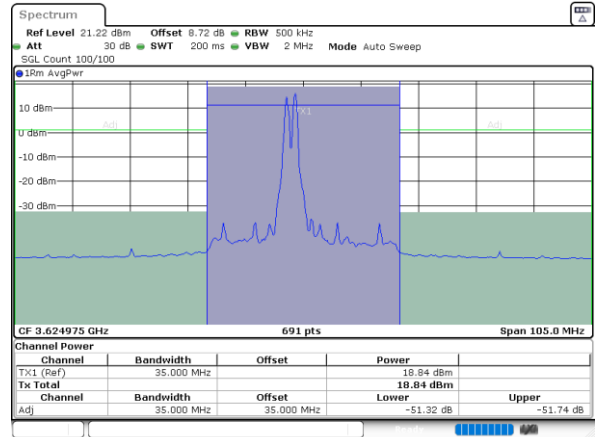 Spectrum
Ref Level 21.22 dBm Offset 8.72 dB RBW 500 kHz
Att 30 dB SWT 200 ms VBW 2 MHz Mode Auto Sweep
SGL Count 100/100
1Rm AvgPwr
10 dBm
TX1
Adj Adj
0 dBm
-10 dBm
-20 dBm
-30 dBm
CF 3.624975 GHz 691 pts Span 105.0 MHz
Channel Power
Channel Bandwidth Offset Power
TX1 (Ref) 35.000 MHz 18.84 dBm
Tx Total 18.84 dBm
Channel Bandwidth Offset Lower Upper
Adj 35.000 MHz 35.000 MHz -51.32 dB -51.74 dB
Ready